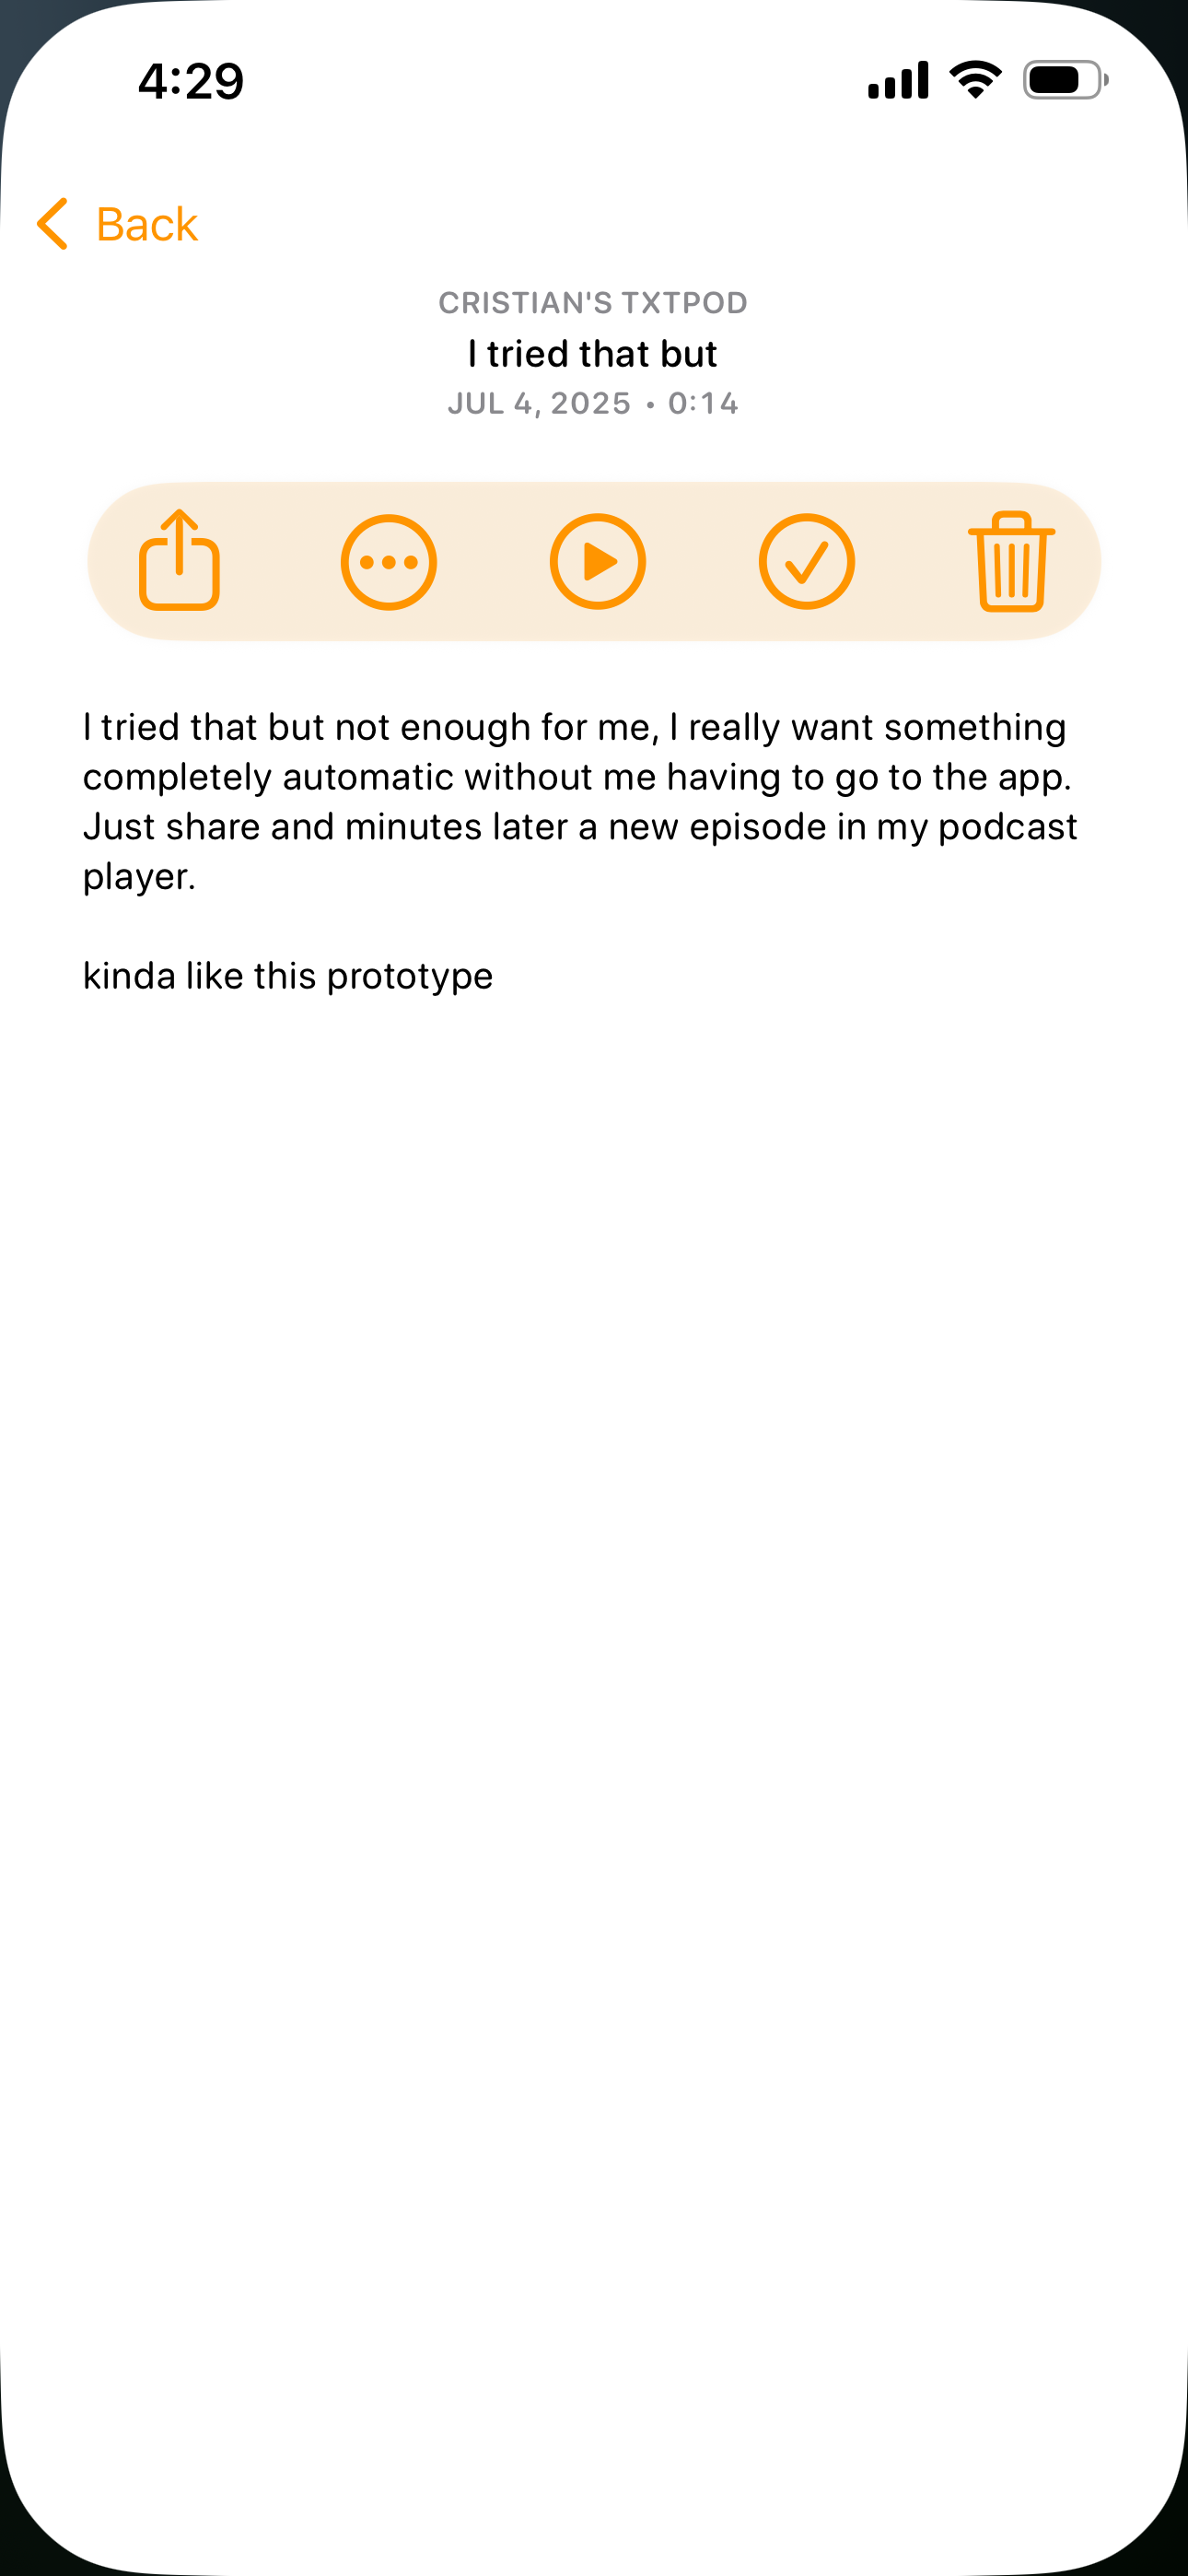 4:29
Back
CRISTIAN'S TXTPOD
I tried that but
JUL 4, 2025 • 0:14
I tried that but not enough for me, I really want something
completely automatic without me having to go to the app.
Just share and minutes later a new episode in my podcast
player.
kinda like this prototype